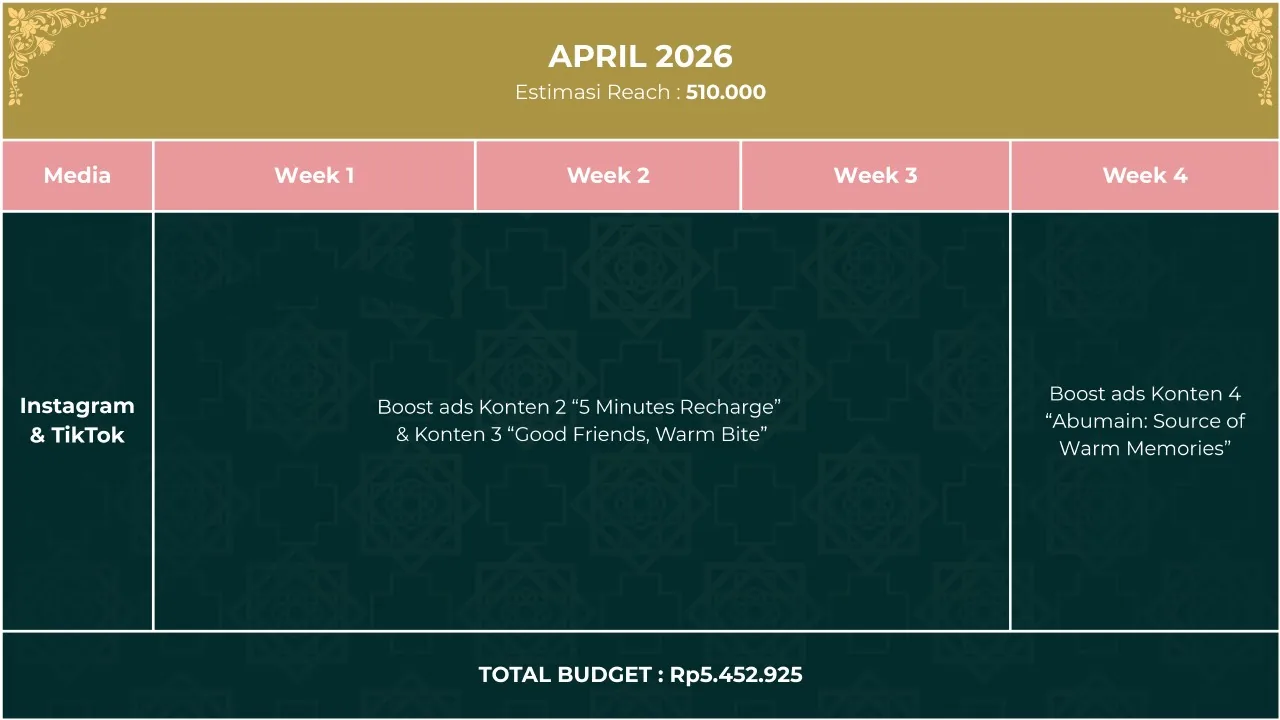 APRIL 2026
Estimasi Reach : 510.000
Media
Week 1
Week 2
Week 3
Week 4
Instagram
& TikTok
Boost ads Konten 2 “5 Minutes Recharge”
& Konten 3 “Good Friends, Warm Bite”
Boost ads Konten 4
“Abumain: Source of
Warm Memories”
TOTAL BUDGET : Rp5.452.925